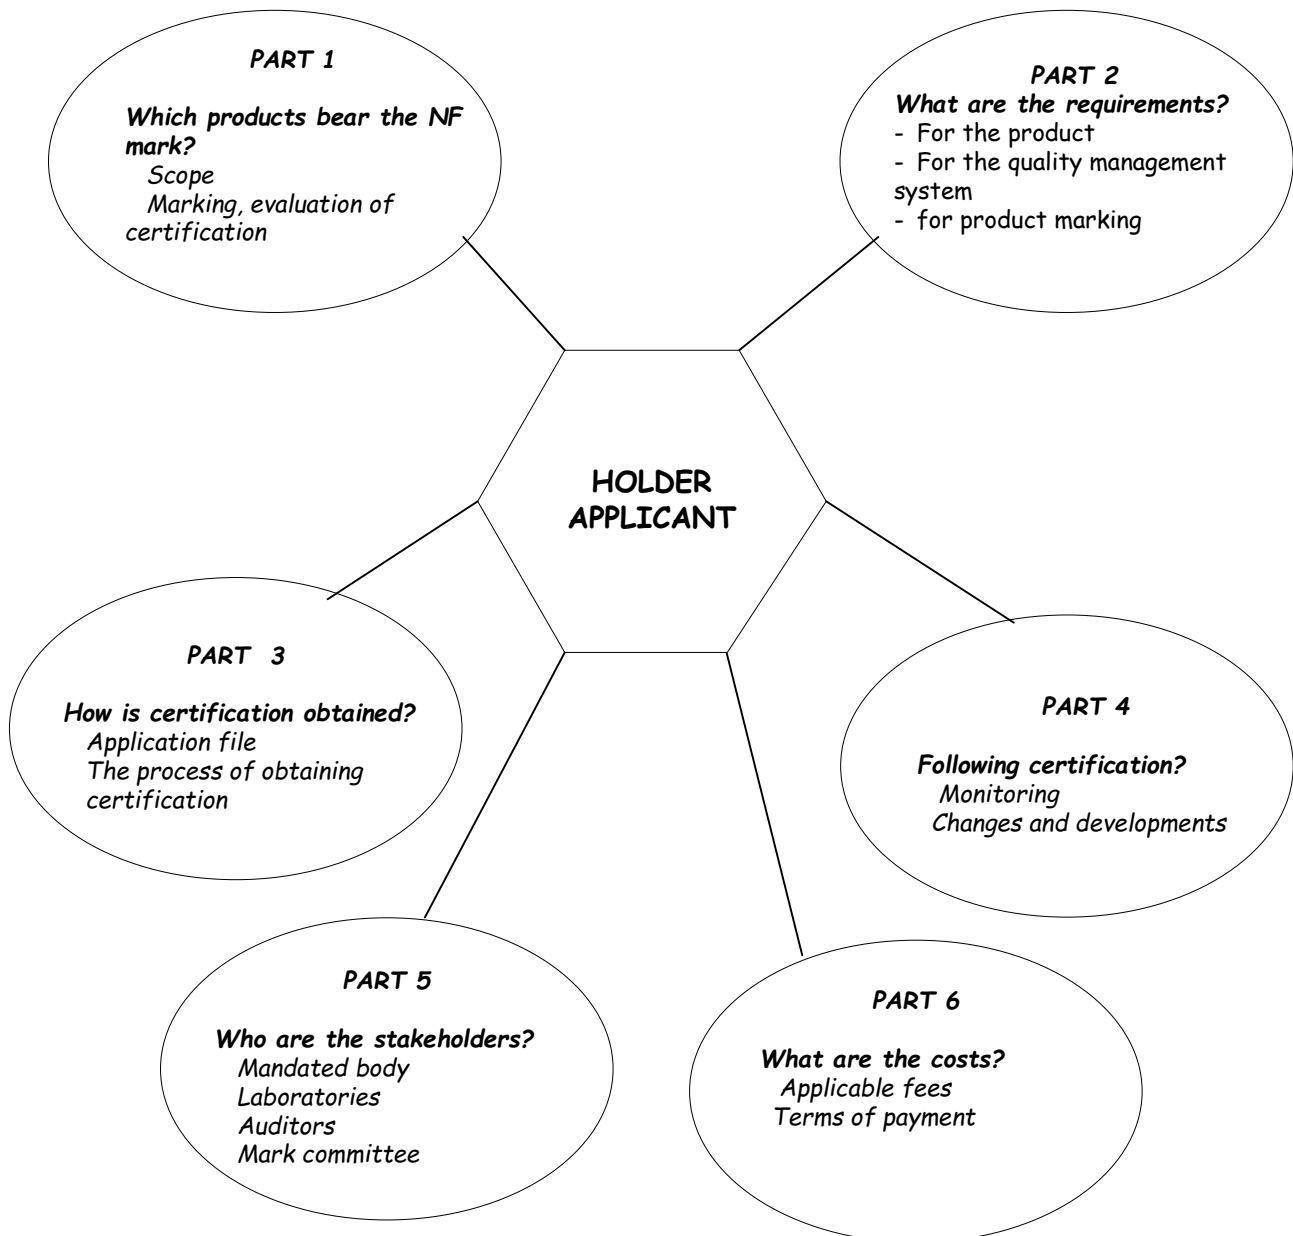 PART 1
Which products bear the NF
mark?
Scope
Marking, evaluation of
certification
PART 2
What are the requirements?
- For the product
- For the quality management
system
- for product marking
HOLDER
APPLICANT
PART 3
How is certification obtained?
Application file
The process of obtaining
certification
PART 4
Following certification?
Monitoring
Changes and developments
PART 5
Who are the stakeholders?
Mandated body
Laboratories
Auditors
Mark committee
PART 6
What are the costs?
Applicable fees
Terms of payment